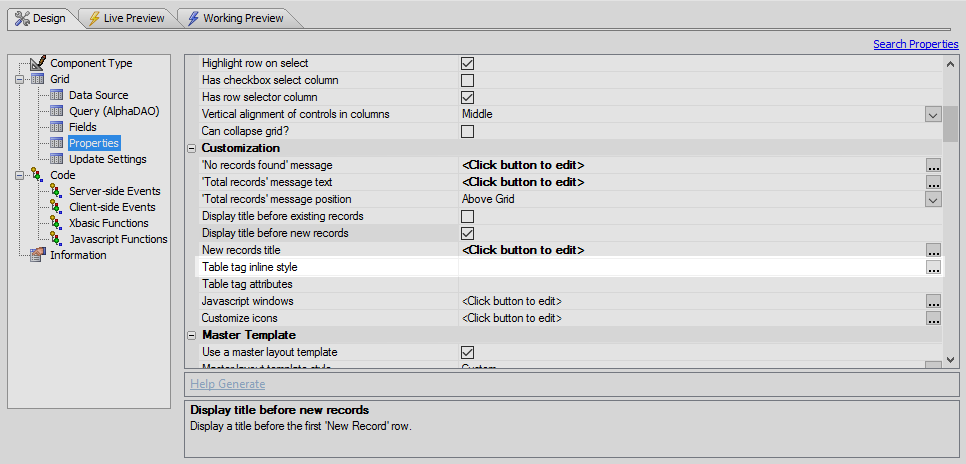 Design Live Preview Working Preview
Search Properties
Component Type
Grid
Data Source
Query (AlphaDAO)
Fields
Properties
Update Settings
Code
Server-side Events
Client-side Events
Xbasic Functions
Javascript Functions
Information
Highlight row on select
Has checkbox select column
Has row selector column
Vertical alignment of controls in columns Middle
Can collapse grid?
Customization
'No records found' message <Click button to edit> ...
'Total records' message text <Click button to edit> ...
'Total records' message position Above Grid
Display title before existing records
Display title before new records
New records title <Click button to edit> ...
Table tag inline style ...
Table tag attributes
Javascript windows <Click button to edit> ...
Customize icons <Click button to edit> ...
Master Template
Use a master layout template
Master layout template style Custom
Help Generate
Display title before new records
Display a title before the first 'New Record' row.